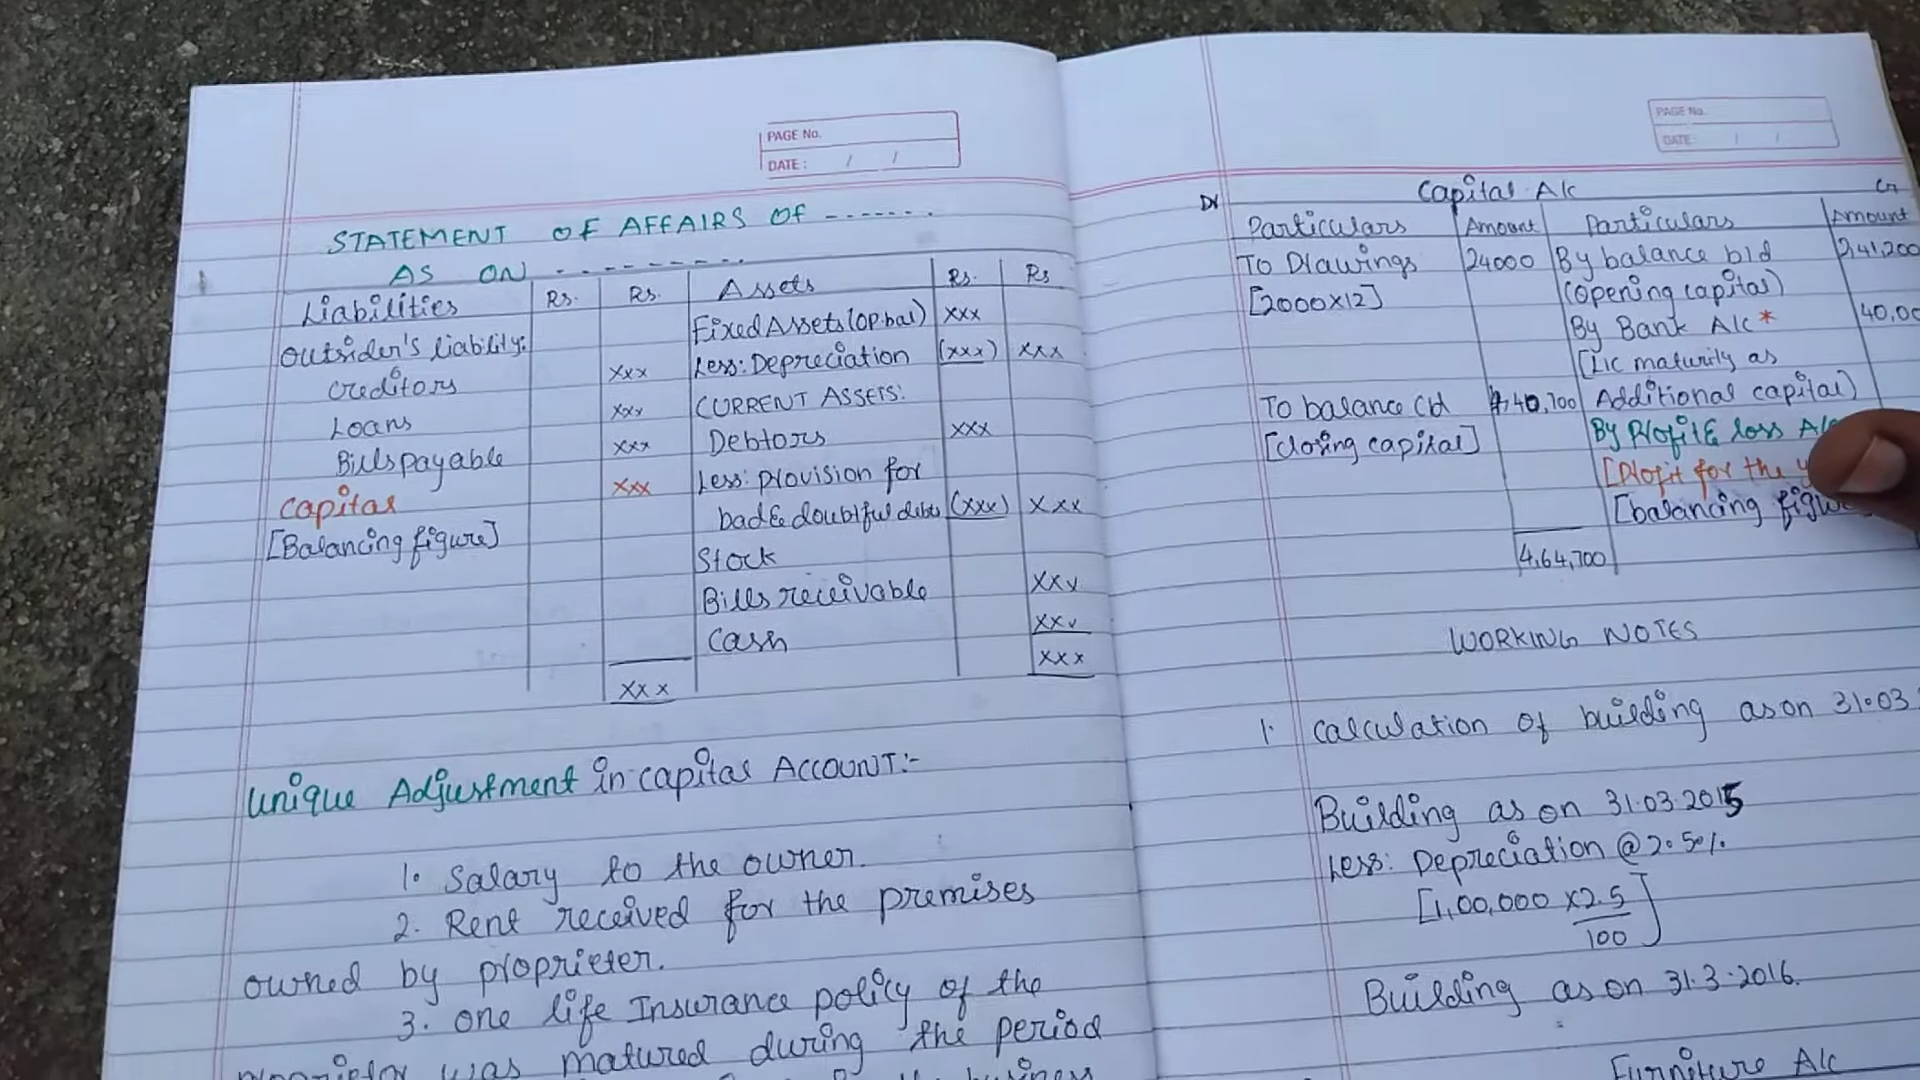 PAGE No.
DATE: / /
STATEMENT OF AFFAIRS OF -------
AS ON ---------
Liabilities Rs. Rs. Assets Rs. Rs
Outsider's liability: Fixed Assets (op.bal) xxx
Creditors xxx Less: Depreciation (xxx) xxx
Loans xxx CURRENT ASSETS:
Bills payable xxx Debtors xxx
Capital xxx Less: provision for
[Balancing figure] bad & doubtful debts (xxx) xxx
Stock xxx
Bills receivable xxx
Cash xxx
xxx
Unique Adjustment in capital ACCOUNT:-
1. Salary to the owner.
2. Rent received for the premises
owned by proprieter.
3. One life Insurance policy of the
was matured during the period
PAGE No.
DATE: / /
Capital A/c
Dr Cr
Particulars Amount Particulars Amount
To Drawings 24000 By balance b/d 3,41,200
[2000x12] (opening capital)
By Bank A/c * 40,00
[LIC maturity as
To balance c/d 4,40,700 Additional capital)
[closing capital] By Profit & loss A/c
[Profit for the
[balancing
4,64,700
WORKING NOTES
1. Calculation of building as on 31.03
Building as on 31.03.2015
Less: Depreciation @ 2.5%
[1,00,000 x 2.5
100]
Building as on 31.3.2016.
Furniture A/c